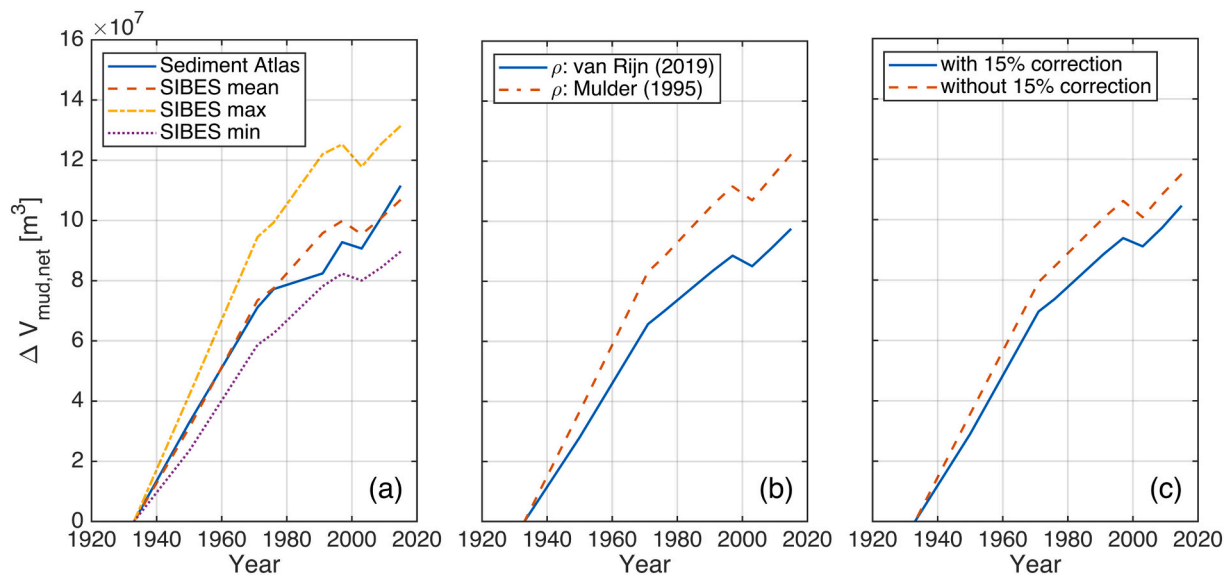 ×10^7
16
14
12
10
8
6
4
2
0
Δ V_mud,net [m^3]
Sediment Atlas
SIBES mean
SIBES max
SIBES min
(a)
1920 1940 1960 1980 2000 2020
Year
ρ: van Rijn (2019)
ρ: Mulder (1995)
(b)
1920 1940 1960 1980 2000 2020
Year
with 15% correction
without 15% correction
(c)
1920 1940 1960 1980 2000 2020
Year